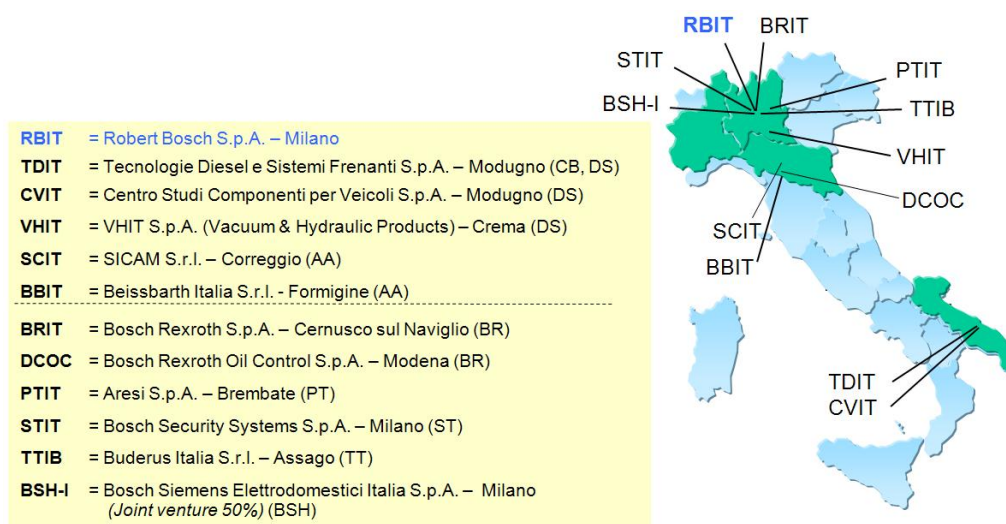 RBIT BRIT
STIT
PTIT
BSH-I
TTIB
VHIT
DCOC
SCIT
BBIT
TDIT
CVIT
RBIT = Robert Bosch S.p.A. – Milano
TDIT = Tecnologie Diesel e Sistemi Frenanti S.p.A. – Modugno (CB, DS)
CVIT = Centro Studi Componenti per Veicoli S.p.A. – Modugno (DS)
VHIT = VHIT S.p.A. (Vacuum & Hydraulic Products) – Crema (DS)
SCIT = SICAM S.r.l. – Correggio (AA)
BBIT = Beissbarth Italia S.r.l. - Formigine (AA)
BRIT = Bosch Rexroth S.p.A. – Cernusco sul Naviglio (BR)
DCOC = Bosch Rexroth Oil Control S.p.A. – Modena (BR)
PTIT = Aresi S.p.A. – Brembate (PT)
STIT = Bosch Security Systems S.p.A. – Milano (ST)
TTIB = Buderus Italia S.r.l. – Assago (TT)
BSH-I = Bosch Siemens Elettrodomestici Italia S.p.A. – Milano
(Joint venture 50%) (BSH)